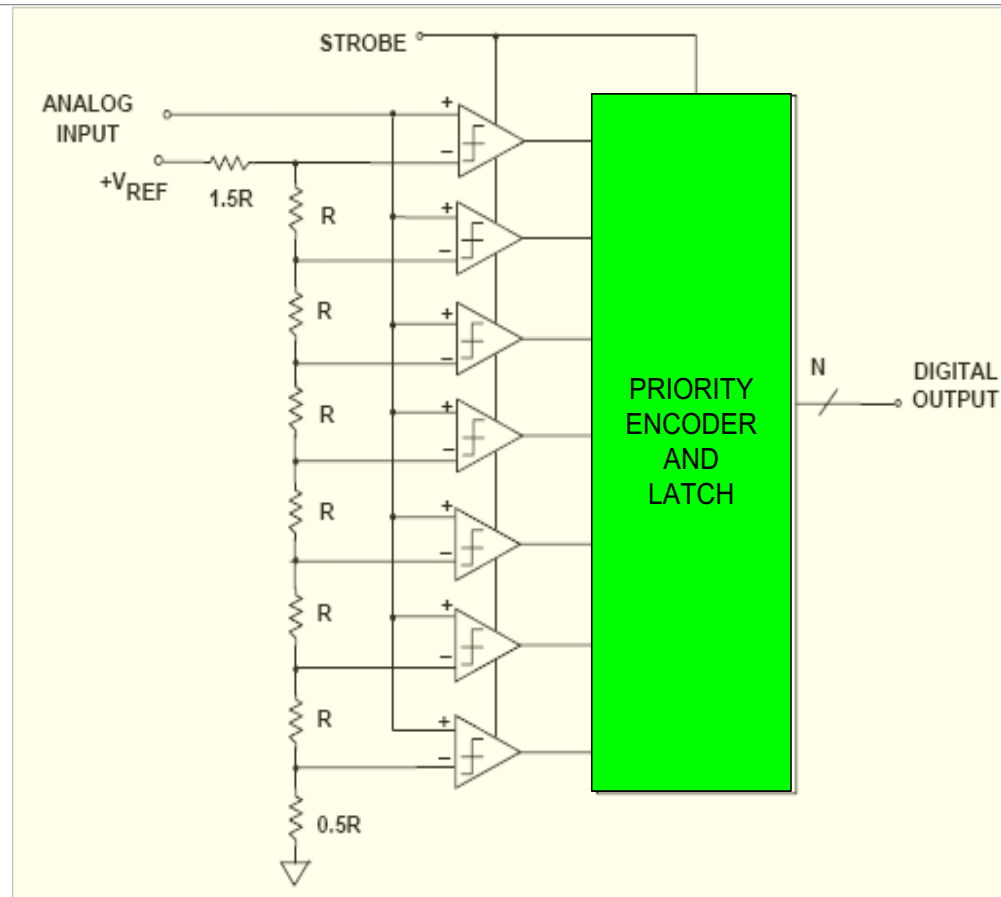 STROBE
ANALOG
INPUT
+VREF
1.5R
+
−
R
+
−
R
+
−
R
+
−
R
+
−
R
+
−
R
+
−
0.5R
PRIORITY
ENCODER
AND
LATCH
N
DIGITAL
OUTPUT